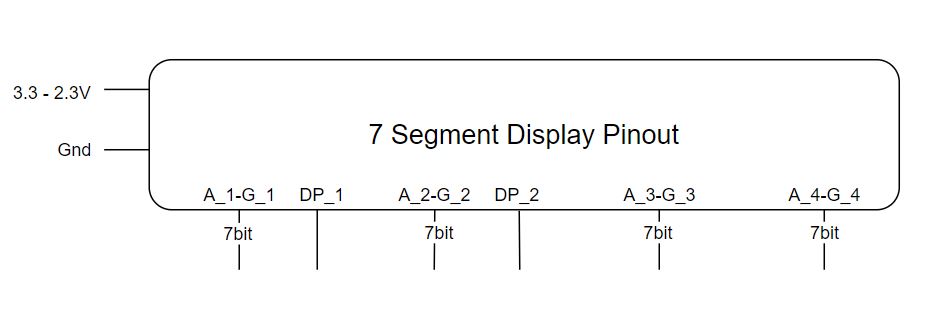 3.3 - 2.3V
7 Segment Display Pinout
Gnd
A_1-G_1 DP_1 A_2-G_2 DP_2 A_3-G_3 A_4-G_4
7bit 7bit 7bit 7bit